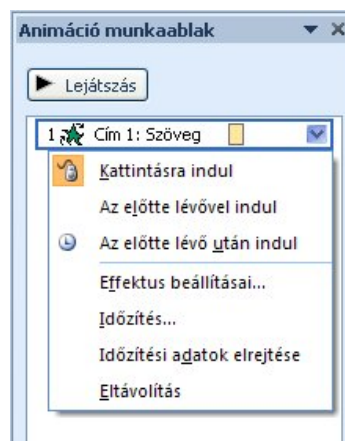 Animáció munkaablak
Lejátszás
1 Cím 1: Szöveg
Kattintásra indul
Az előtte lévővel indul
Az előtte lévő után indul
Effektus beállításai...
Időzítés...
Időzítési adatok elrejtése
Eltávolítás